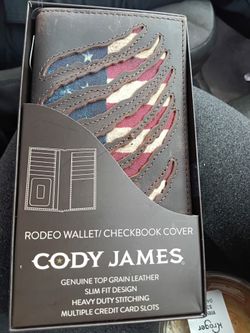 RODEO WALLET/ CHECKBOOK COVER
CODY JAMES
GENUINE TOP GRAIN LEATHER
SLIM FIT DESIGN
HEAVY DUTY STITCHING
MULTIPLE CREDIT CARD SLOTS
Kroger